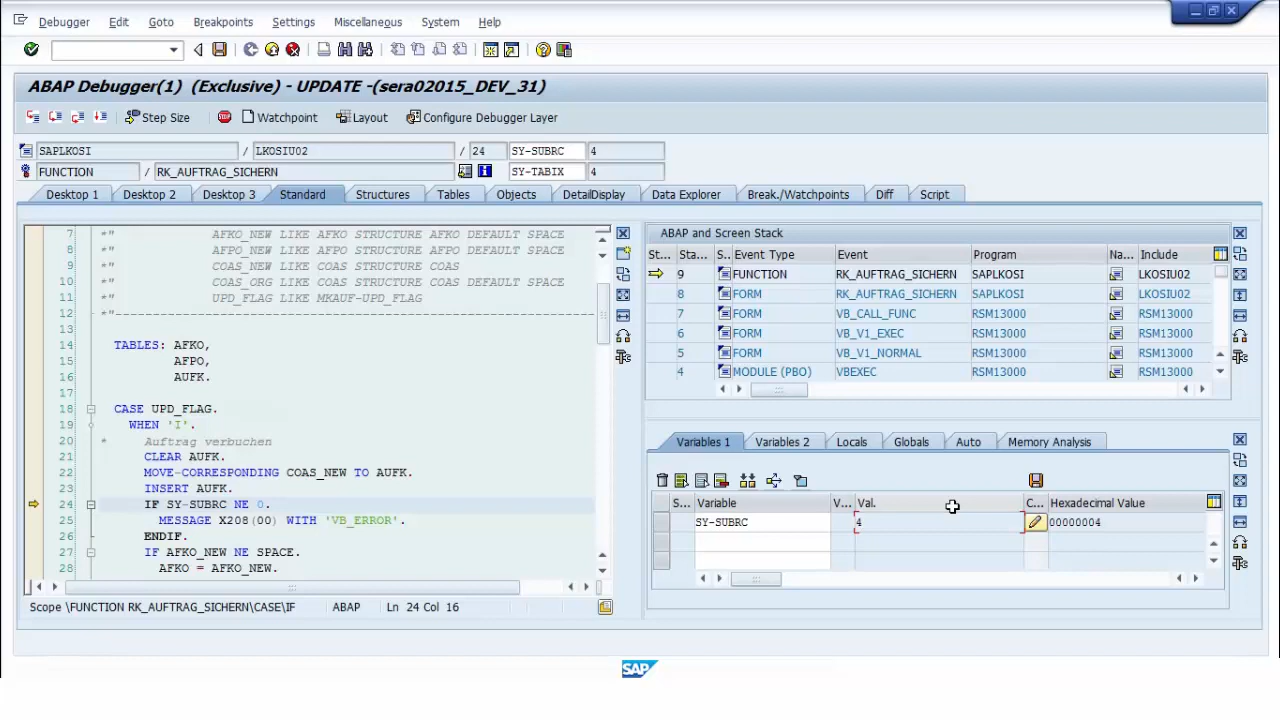 Debugger Edit Goto Breakpoints Settings Miscellaneous System Help
ABAP Debugger(1) (Exclusive) - UPDATE -(sera02015_DEV_31)
Step Size Watchpoint Layout Configure Debugger Layer
SAPLKOSI / LKOSIU02 / 24 SY-SUBRC 4
FUNCTION / RK_AUFTRAG_SICHERN SY-TABIX 4
Desktop 1 Desktop 2 Desktop 3 Standard Structures Tables Objects DetailDisplay Data Explorer Break./Watchpoints Diff Script
7 *" AFKO_NEW LIKE AFKO STRUCTURE AFKO DEFAULT SPACE
8 *" AFPO_NEW LIKE AFPO STRUCTURE AFPO DEFAULT SPACE
9 *" COAS_NEW LIKE COAS STRUCTURE COAS
10 *" COAS_ORG LIKE COAS STRUCTURE COAS DEFAULT SPACE
11 *" UPD_FLAG LIKE MKAUF-UPD_FLAG
12 *"----------------------------------------------------------------
13
14 TABLES: AFKO,
15 AFPO,
16 AUFK.
17
18 CASE UPD_FLAG.
19 WHEN 'I'.
20 * Auftrag verbuchen
21 CLEAR AUFK.
22 MOVE-CORRESPONDING COAS_NEW TO AUFK.
23 INSERT AUFK.
24 IF SY-SUBRC NE 0.
25 MESSAGE X208(00) WITH 'VB_ERROR'.
26 ENDIF.
27 IF AFKO_NEW NE SPACE.
28 AFKO = AFKO_NEW.
Scope \FUNCTION RK_AUFTRAG_SICHERN\CASE\IF ABAP Ln 24 Col 16
ABAP and Screen Stack
St... Sta... S.. Event Type Event Program Na... Include
9 FUNCTION RK_AUFTRAG_SICHERN SAPLKOSI LKOSIU02
8 FORM RK_AUFTRAG_SICHERN SAPLKOSI LKOSIU02
7 FORM VB_CALL_FUNC RSM13000 RSM13000
6 FORM VB_V1_EXEC RSM13000 RSM13000
5 FORM VB_V1_NORMAL RSM13000 RSM13000
4 MODULE (PBO) VBEXEC RSM13000 RSM13000
Variables 1 Variables 2 Locals Globals Auto Memory Analysis
S... Variable V... Val. C... Hexadecimal Value
SY-SUBRC 4 00000004
SAP